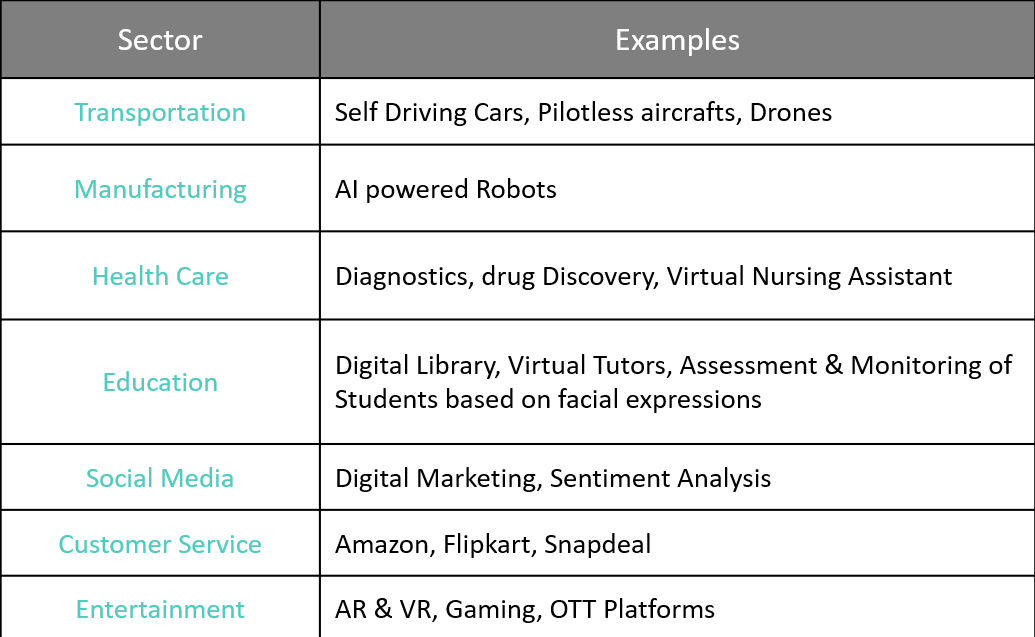 Sector
Examples
Transportation
Self Driving Cars, Pilotless aircrafts, Drones
Manufacturing
AI powered Robots
Health Care
Diagnostics, drug Discovery, Virtual Nursing Assistant
Education
Digital Library, Virtual Tutors, Assessment & Monitoring of
Students based on facial expressions
Social Media
Digital Marketing, Sentiment Analysis
Customer Service
Amazon, Flipkart, Snapdeal
Entertainment
AR & VR, Gaming, OTT Platforms